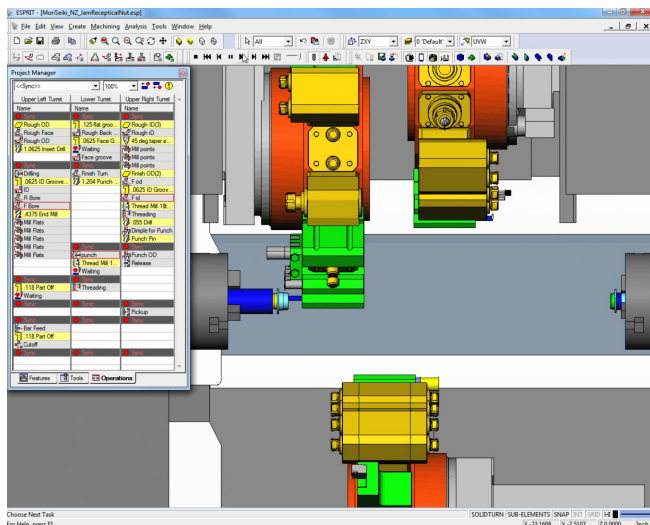 ESPRIT - [MoriSeiki_NZ_JamRecepticalNut.esp]
File Edit View Create Machining Analysis Tools Window Help
All ZXY 0 'Default' UVW
Project Manager
<<Sync>> 100%
Upper Left Turret Lower Turret Upper Right Turret
Name Name Name
Sync Sync Sync
Rough OD .125 flat groo... Rough ID(3)
Rough Face Rough Back ... Rough iD
Rough OD .0625 Face G... 45 deg taper e...
1.0625 Insert Drill Waiting Mill points
Face groove Mill points
Sync Sync Mill points
Drilling Finish Turn Finish OD(2)
.0625 ID Groove... 1.204 Punch ... F od
ID .0625 ID Groov...
R Bore F id
F Bore Thread Mill 18t...
.4375 End Mill Threading
Mill Flats .055 Drill
Mill Flats Dimple for Punch
Mill Flats Punch Pin
Mill Flats Sync Sync
Mill Flats punch Punch OD
Thread Mill 1... Release
Waiting
Sync Sync
.118 Part Off Threading
Waiting
Sync Sync Sync
Pickup
Sync Sync Sync
Bar Feed
.118 Part Off
Cutoff
Sync Sync Sync
Features Tools Operations
Choose Next Task SOLIDTURN SUB-ELEMENTS SNAP INT GRID HI
For Help, press F1 X -23.1608 Y -7.5107 Z 0.0000 Inch